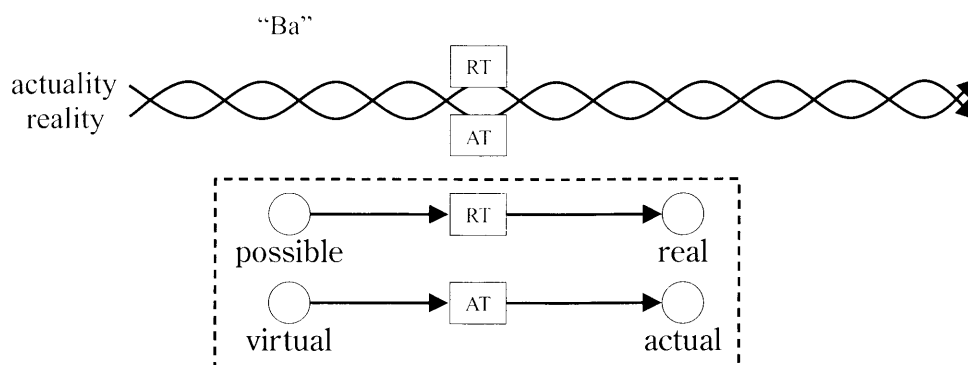 “Ba”
RT
actuality
reality
AT
RT
possible real
AT
virtual actual